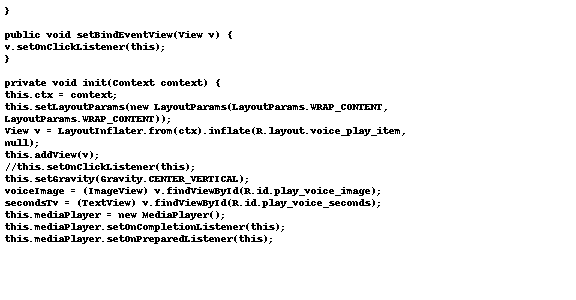 }
public void setBindEventView(View v) {
v.setOnClickListener(this);
}
private void init(Context context) {
this.ctx = context;
this.setLayoutParams(new LayoutParams(LayoutParams.WRAP_CONTENT,
LayoutParams.WRAP_CONTENT));
View v = LayoutInflater.from(ctx).inflate(R.layout.voice_play_item,
null);
this.addView(v);
//this.setOnClickListener(this);
this.setGravity(Gravity.CENTER_VERTICAL);
voiceImage = (ImageView) v.findViewById(R.id.play_voice_image);
secondsTv = (TextView) v.findViewById(R.id.play_voice_seconds);
this.mediaPlayer = new MediaPlayer();
this.mediaPlayer.setOnCompletionListener(this);
this.mediaPlayer.setOnPreparedListener(this);